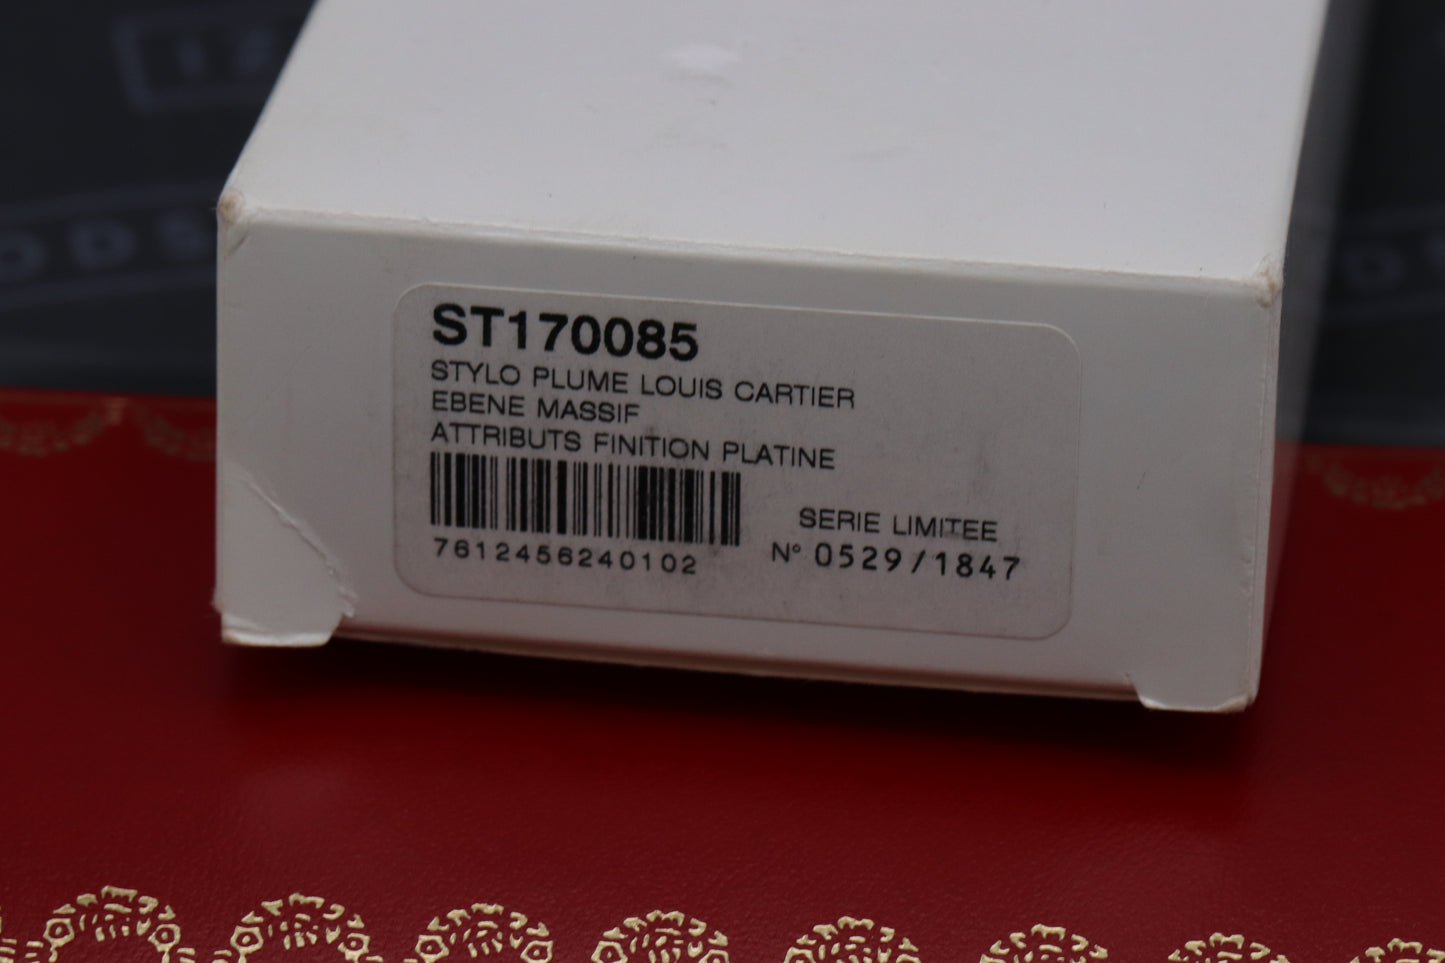 ST170085
STYLO PLUME LOUIS CARTIER
EBENE MASSIF
ATTRIBUTS FINITION PLATINE
SERIE LIMITEE
7612456240102
N° 0529/1847